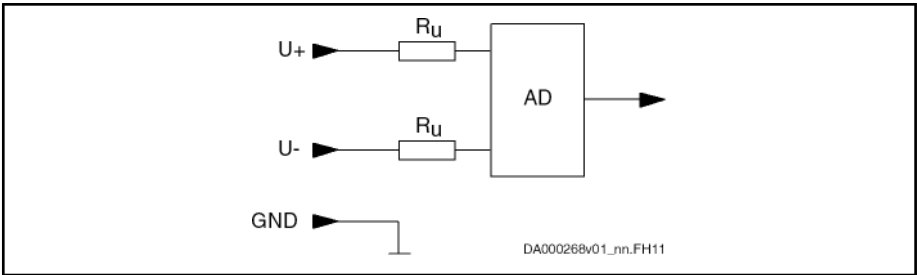 Ru
U+
AD
Ru
U-
GND
DA000268v01_nn.FH11